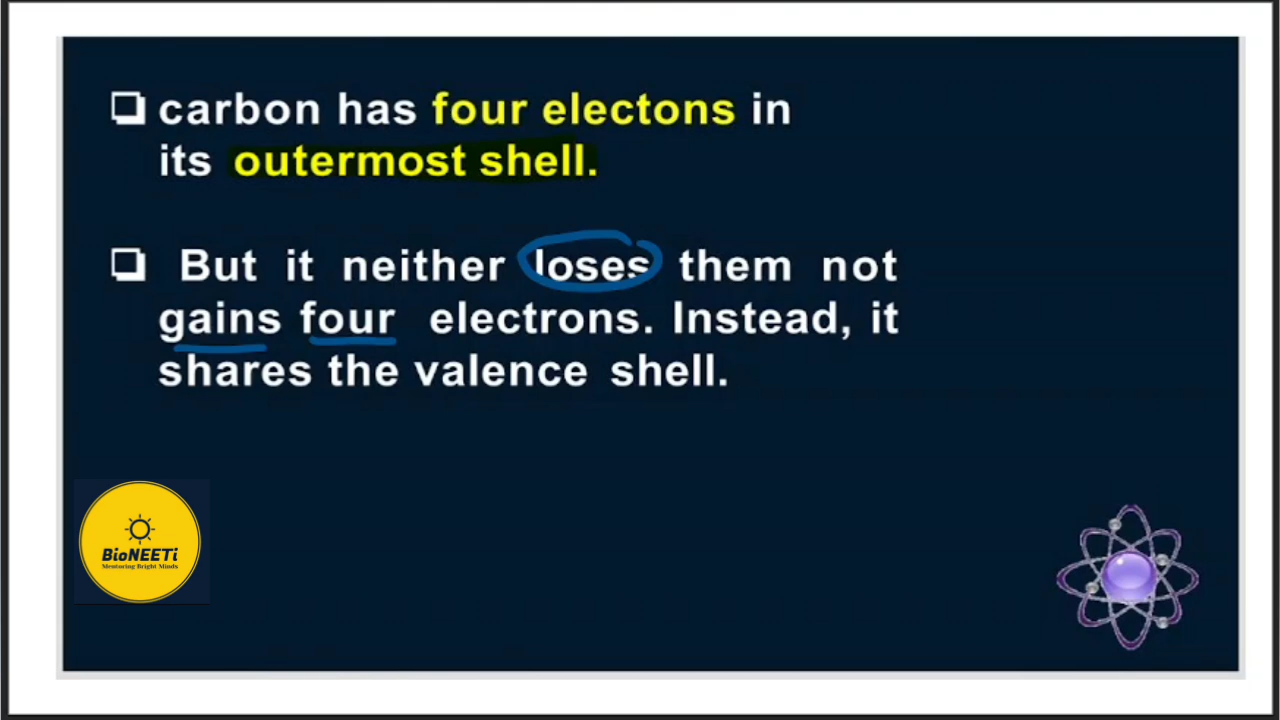 carbon has four electons in
its outermost shell.
But it neither loses them not
gains four electrons. Instead, it
shares the valence shell.
BioNEETi
Mentoring Bright Minds